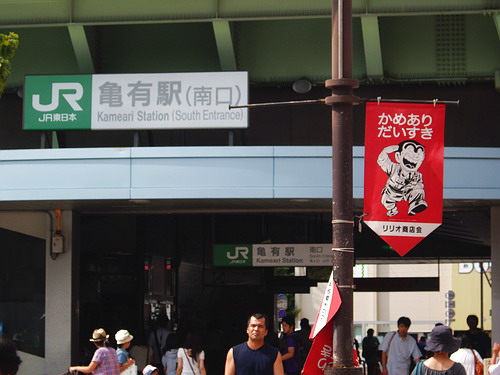 JR
JR東日本
亀有駅(南口)
Kameari Station (South Entrance)
かめあり
だいすき
リリオ商店会
JR
亀有駅 南口
Kameari Station